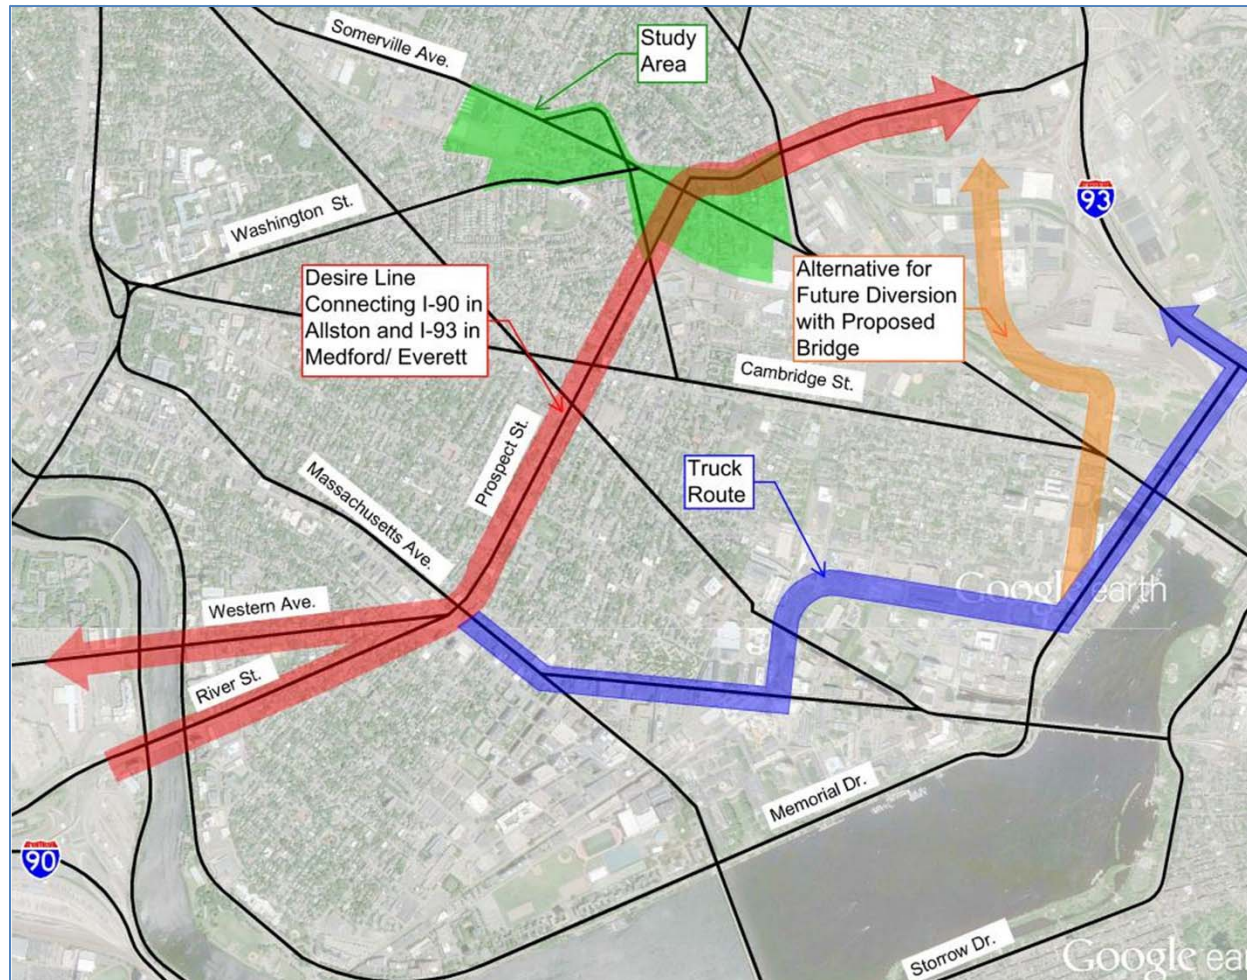 Somerville Ave.
Study
Area
93
Washington St.
Desire Line
Connecting I-90 in
Allston and I-93 in
Medford/ Everett
Alternative for
Future Diversion
with Proposed
Bridge
Cambridge St.
Prospect St.
Massachusetts Ave.
Truck
Route
Google earth
Western Ave.
River St.
Memorial Dr.
90
Storrow Dr.
Google ea